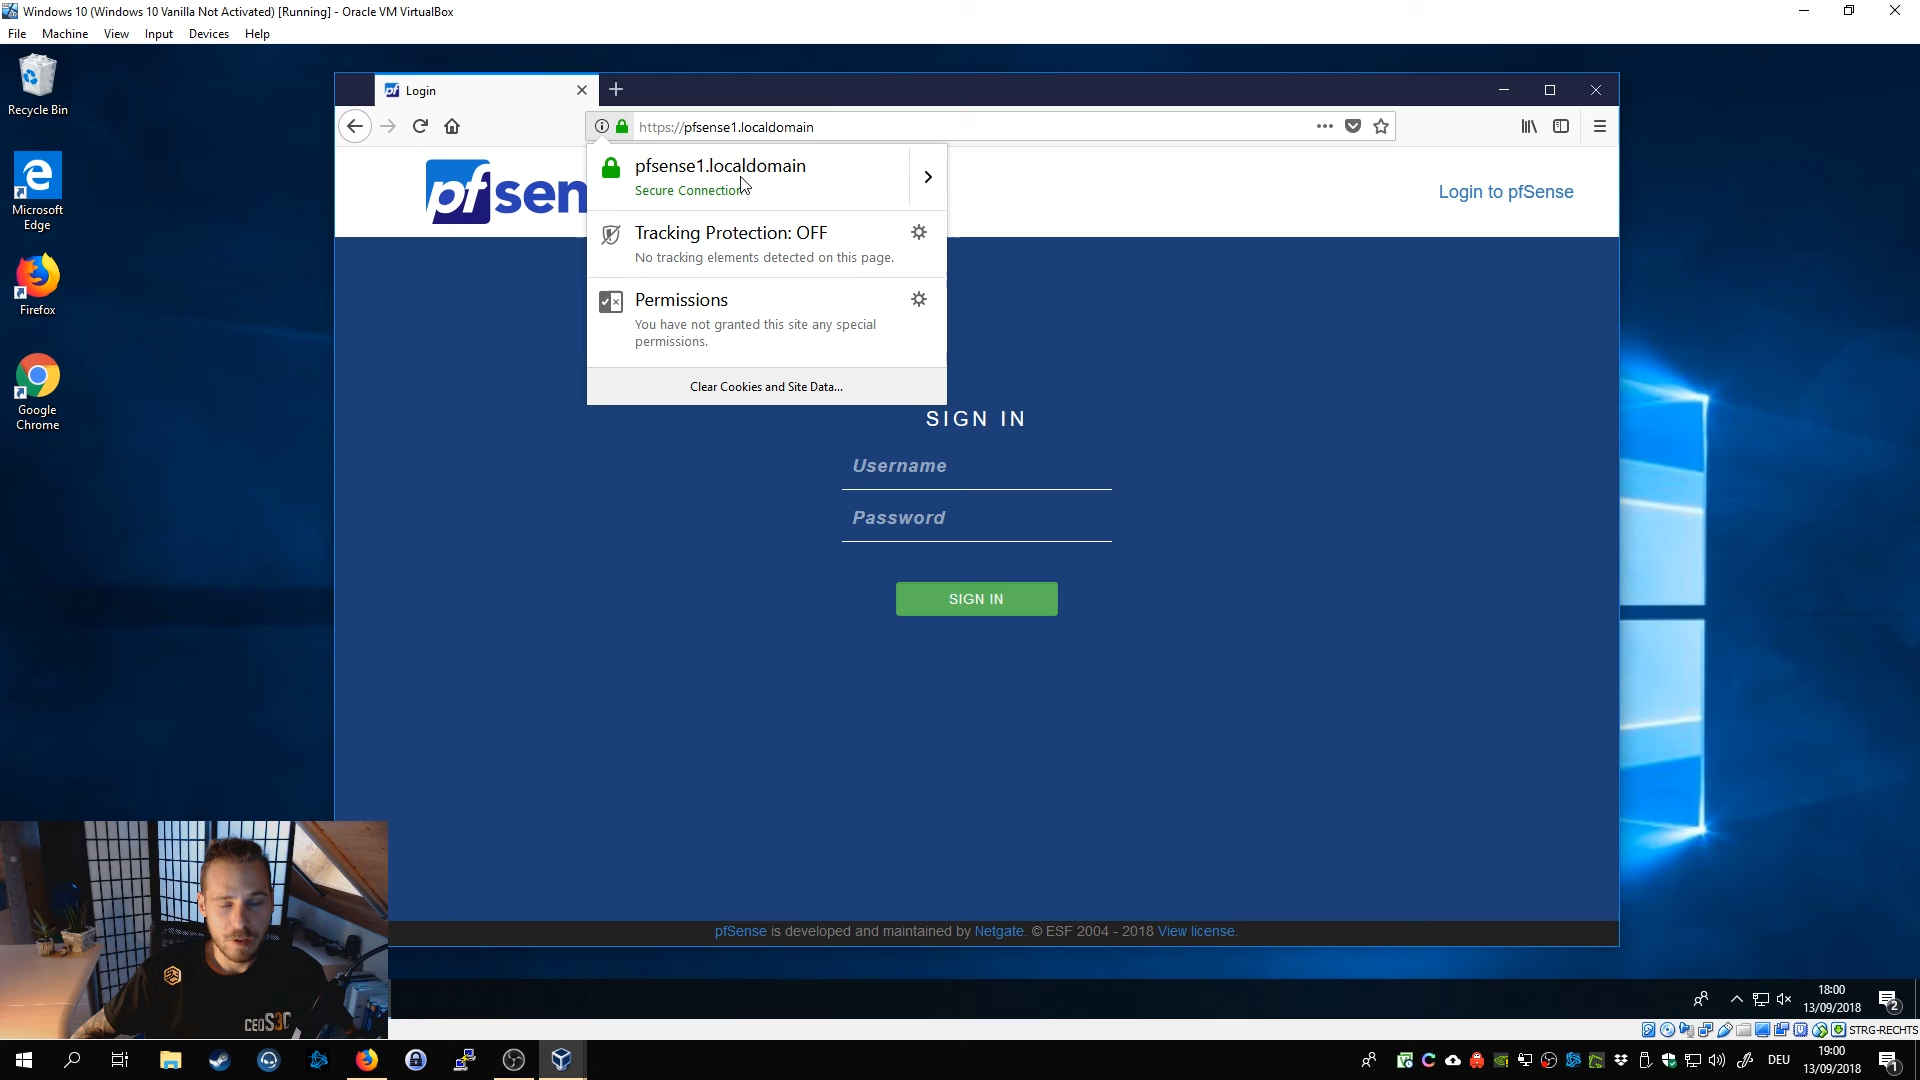 Windows 10 (Windows 10 Vanilla Not Activated) [Running] - Oracle VM VirtualBox
File Machine View Input Devices Help
Recycle Bin
Microsoft
Edge
Firefox
Google
Chrome
pf Login
https://pfsense1.localdomain
pfsen
Login to pfSense
pfsense1.localdomain
Secure Connection
Tracking Protection: OFF
No tracking elements detected on this page.
Permissions
You have not granted this site any special
permissions.
Clear Cookies and Site Data...
SIGN IN
Username
Password
SIGN IN
pfSense is developed and maintained by Netgate. © ESF 2004 - 2018 View license.
CEOS3C
18:00
13/09/2018
2
STRG-RECHTS
DEU
19:00
13/09/2018
1